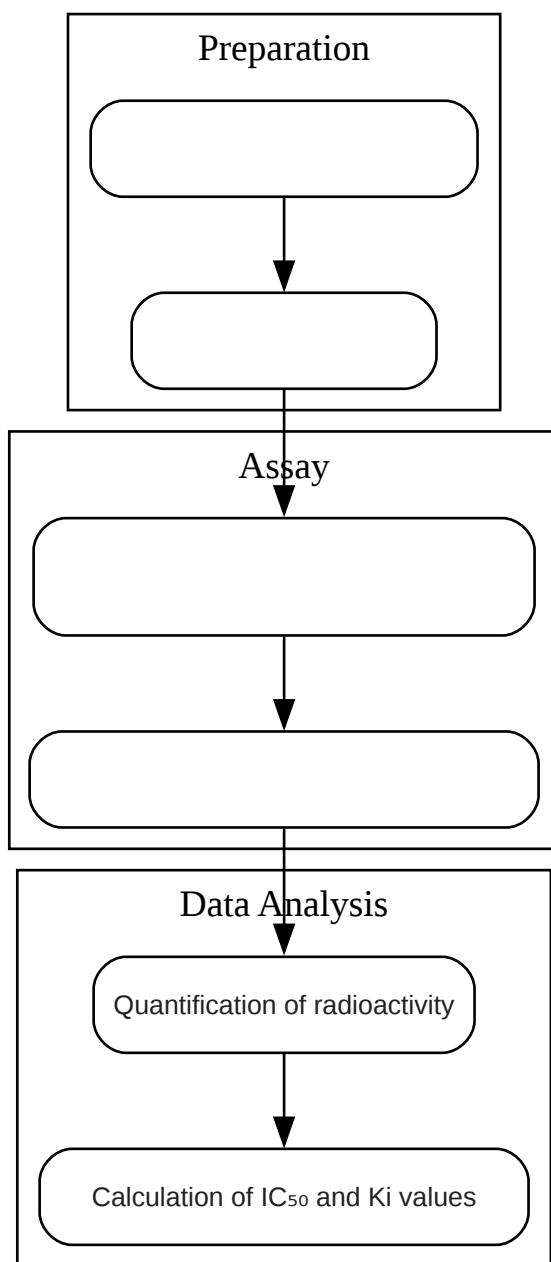 Preparation
Assay
Data Analysis
Quantification of radioactivity
Calculation of IC₅₀ and Ki values